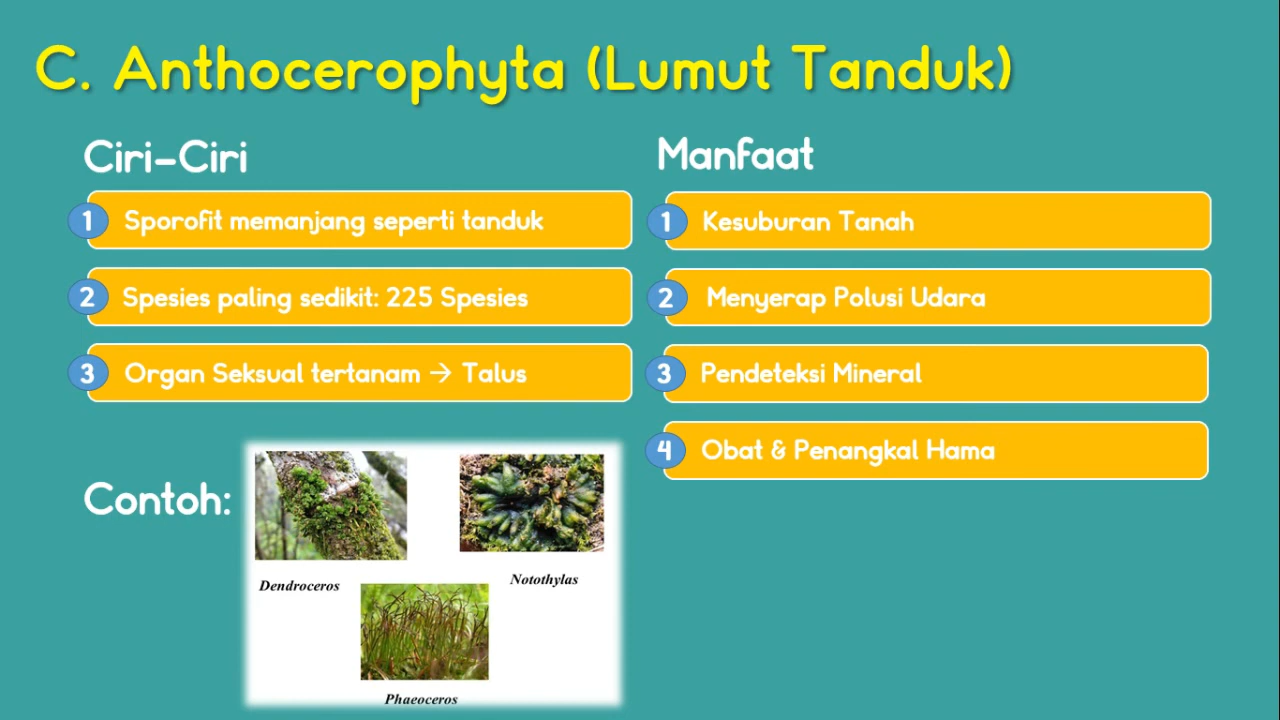 C. Anthocerophyta (Lumut Tanduk)
Ciri-Ciri
1 Sporofit memanjang seperti tanduk
2 Spesies paling sedikit: 225 Spesies
3 Organ Seksual tertanam → Talus
Contoh:
Dendroceros
Notothylas
Phaeoceros
Manfaat
1 Kesuburan Tanah
2 Menyerap Polusi Udara
3 Pendeteksi Mineral
4 Obat & Penangkal Hama